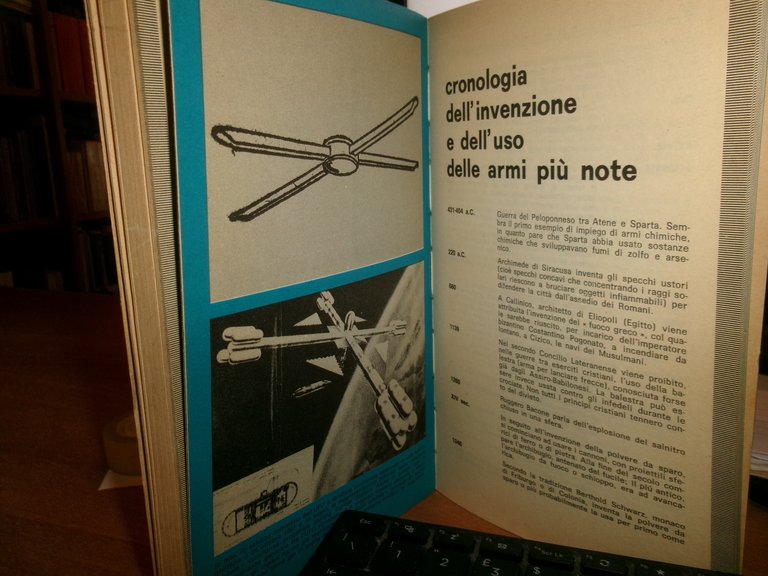 cronologia
dell'invenzione
e dell'uso
delle armi più note
431-404 a.C.
Guerra del Peloponneso tra Atene e Sparta. Sem-
bra il primo esempio di impiego di armi chimiche,
in quanto pare che Sparta abbia usato sostanze
chimiche che sviluppavano fumi di zolfo e arse-
nico.
220 a.C.
Archimede di Siracusa inventa gli specchi ustori
(cioè specchi concavi che concentrando i raggi so-
lari riescono a bruciare oggetti infiammabili) per
difendere la città dall'assedio dei Romani.
660
A Callinico, architetto di Eliopoli (Egitto) viene
attribuita l'invenzione del « fuoco greco », col qua-
le sarebbe riuscito, per incarico dell'imperatore
bizantino Costantino Pogonato, a incendiare da
lontano, a Cizico, le navi dei Musulmani.
1139
Nel secondo Concilio Lateranense viene proibito,
nelle guerre tra eserciti cristiani, l'uso della ba-
lestra (arma per lanciare frecce), conosciuta forse
già dagli Assiro-Babilonesi. La balestra può es-
sere invece usata contro gli infedeli durante le
crociate. Non tutti i principi cristiani tennero con-
to del divieto.
Ruggero Bacone parla dell'esplosione del salnitro
chiuso in una sfera.
XIV sec.
In seguito all'invenzione della polvere da sparo,
si cominciano ad usare i cannoni, con proiettili sfe-
rici di ferro o di pietra. Alla fine del secolo com-
pare l'archibugio, antenato del fucile; il più antico,
l'archibugio da fuoco o schioppo, era ad avanca-
rica.
Secondo la tradizione Berthold Schwarz, monaco
di Friburgo o di Colonia, inventa la polvere da
sparo o più probabilmente la usa per primo come
esc
F1
F2
\
|
!
1
"
2
£
3
$